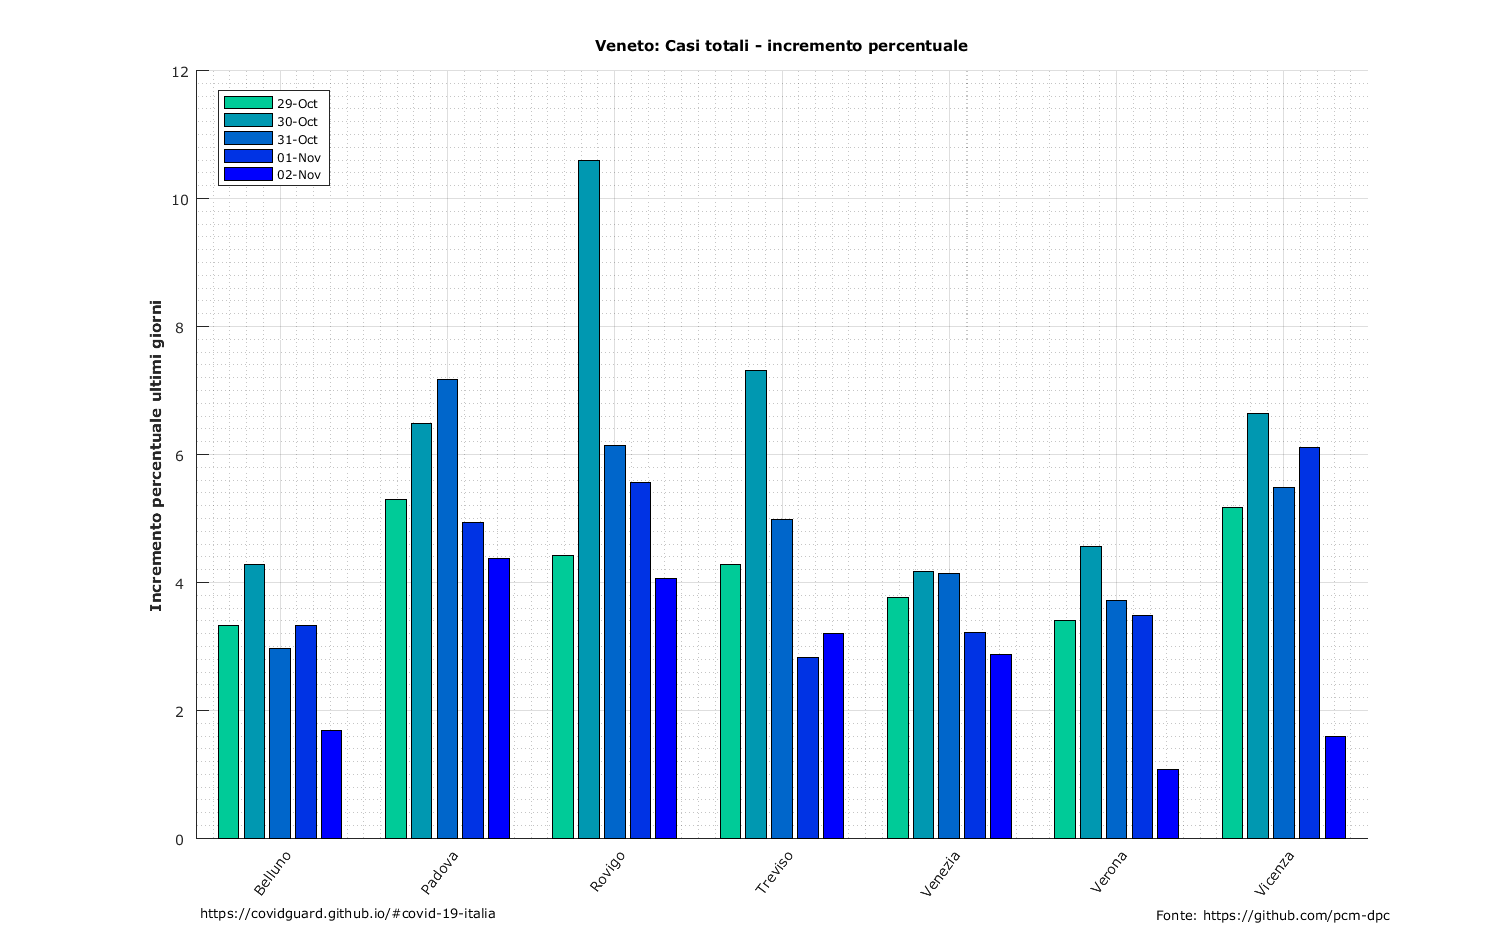 Veneto: Casi totali - incremento percentuale
Incremento percentuale ultimi giorni
12
10
8
6
4
2
0
29-Oct
30-Oct
31-Oct
01-Nov
02-Nov
Belluno
Padova
Rovigo
Treviso
Venezia
Verona
Vicenza
https://covidguard.github.io/#covid-19-italia
Fonte: https://github.com/pcm-dpc